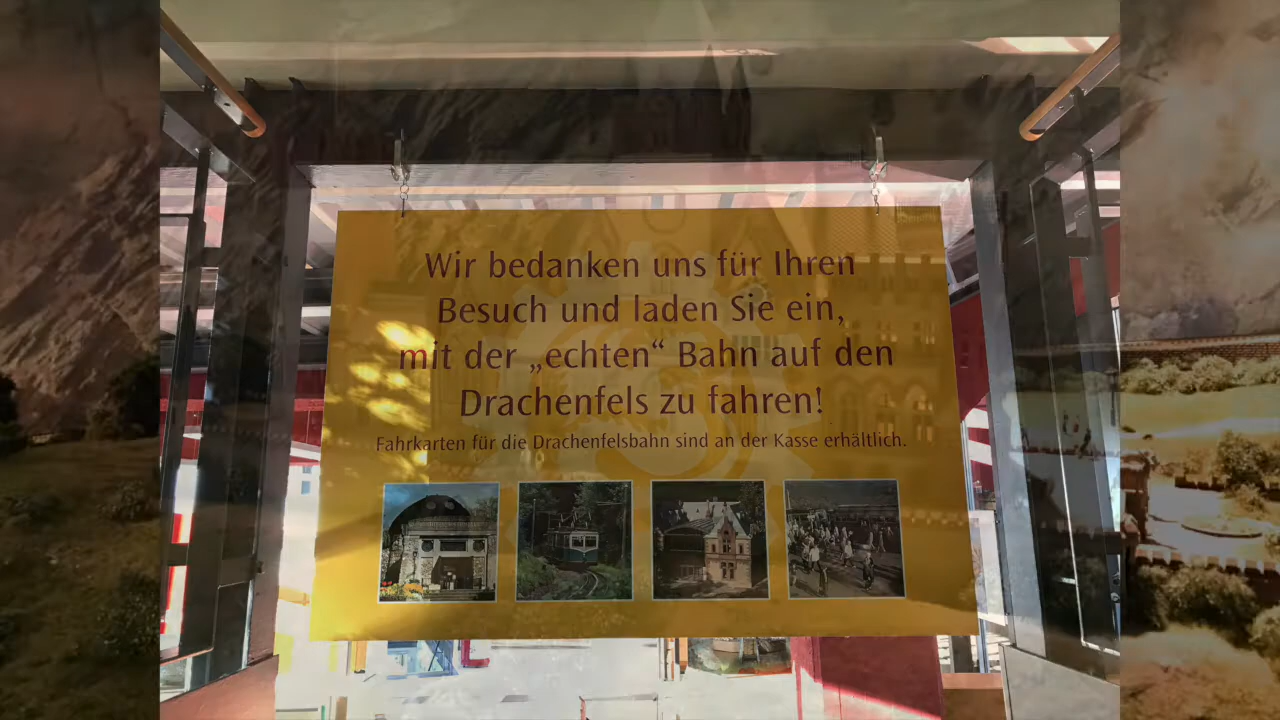 Wir bedanken uns für Ihren
Besuch und laden Sie ein,
mit der „echten“ Bahn auf den
Drachenfels zu fahren!
Fahrkarten für die Drachenfelsbahn sind an der Kasse erhältlich.